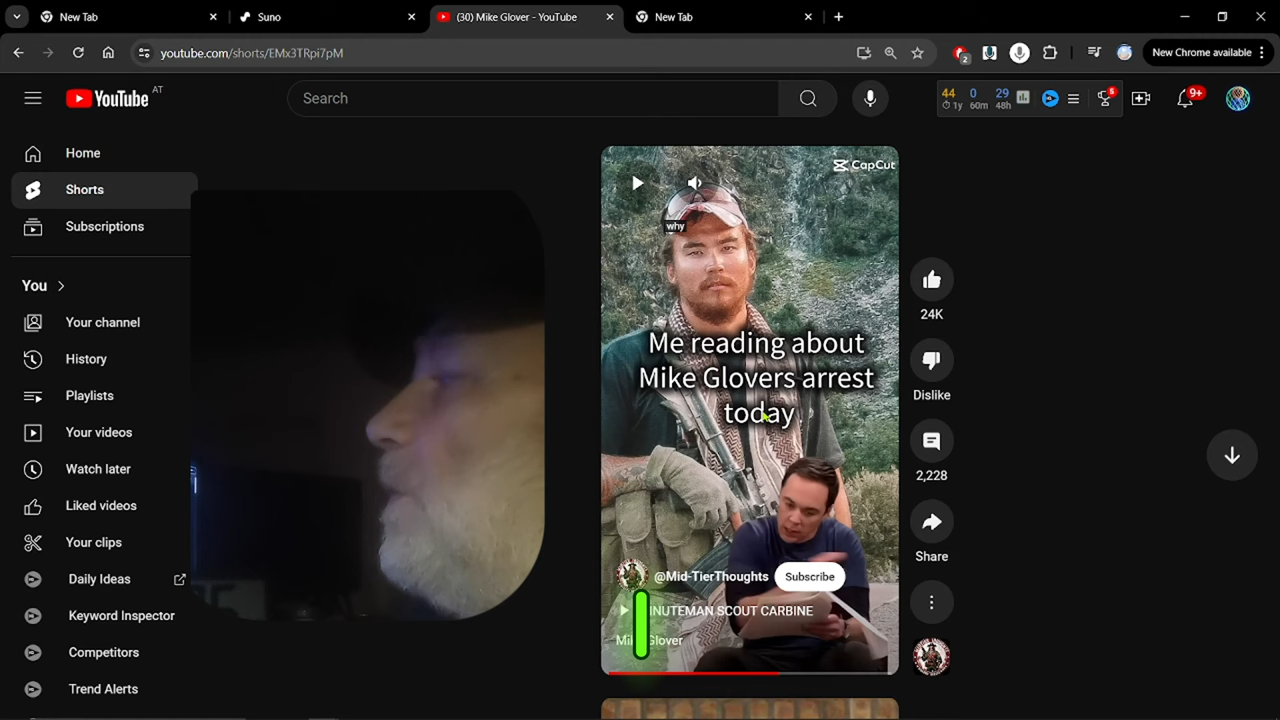 New Tab
Suno
(30) Mike Glover - YouTube
New Tab
youtube.com/shorts/EMx3TRpi7pM
2
New Chrome available
YouTube AT
Search
44 0 29
1y 60m 48h
5
9+
Home
Shorts
Subscriptions
You
Your channel
History
Playlists
Your videos
Watch later
Liked videos
Your clips
Daily Ideas
Keyword Inspector
Competitors
Trend Alerts
CapCut
why
Me reading about
Mike Glovers arrest
today
@Mid-TierThoughts Subscribe
SCOUT CARBINE
24K
Dislike
2,228
Share